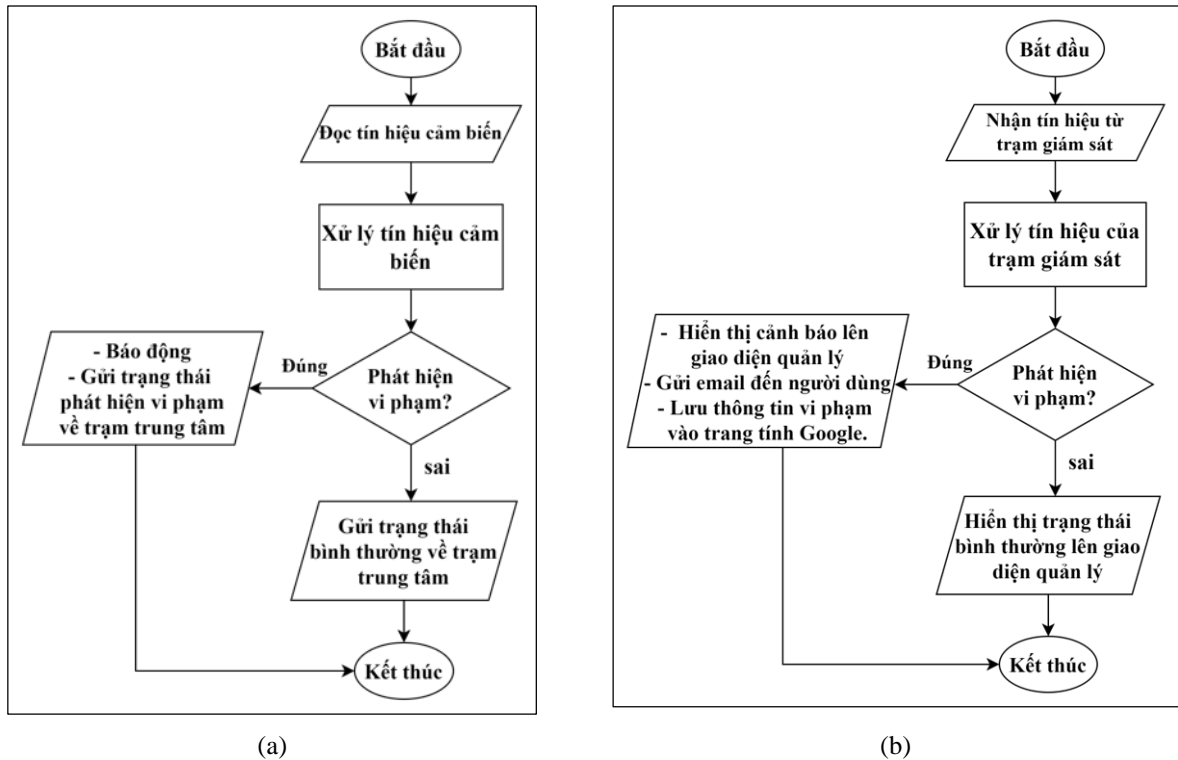 Bắt đầu
Đọc tín hiệu cảm biến
Xử lý tín hiệu cảm
biến
Phát hiện
vi phạm?
Đúng
- Báo động
- Gửi trạng thái
phát hiện vi phạm
về trạm trung tâm
sai
Gửi trạng thái
bình thường về trạm
trung tâm
Kết thúc
(a)
Bắt đầu
Nhận tín hiệu từ
trạm giám sát
Xử lý tín hiệu của
trạm giám sát
Phát hiện
vi phạm?
Đúng
- Hiển thị cảnh báo lên
giao diện quản lý
- Gửi email đến người dùng
- Lưu thông tin vi phạm
vào trang tính Google.
sai
Hiển thị trạng thái
bình thường lên giao
diện quản lý
Kết thúc
(b)